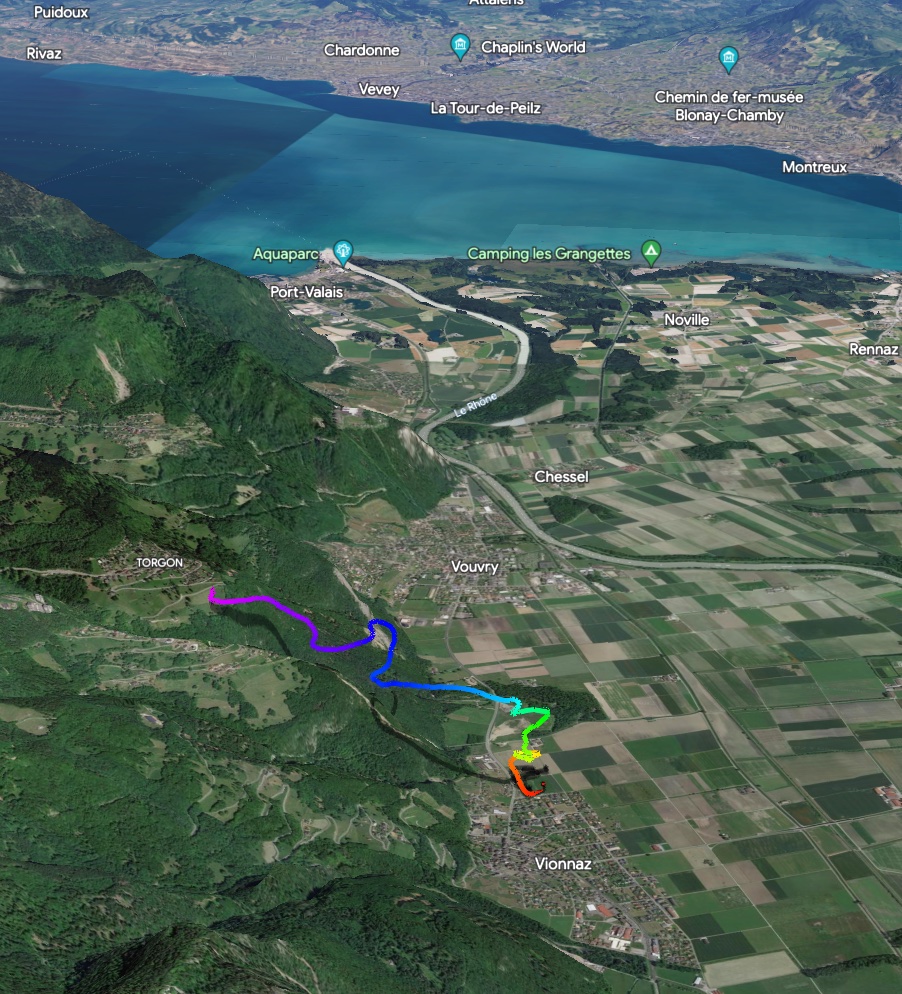 Attalens
Puidoux
Rivaz
Chardonne
Chaplin's World
Vevey
La Tour-de-Peilz
Chemin de fer-musée
Blonay-Chamby
Montreux
Aquaparc
Camping les Grangettes
Port-Valais
Noville
Rennaz
Le Rhône
Chessel
TORGON
Vouvry
Vionnaz